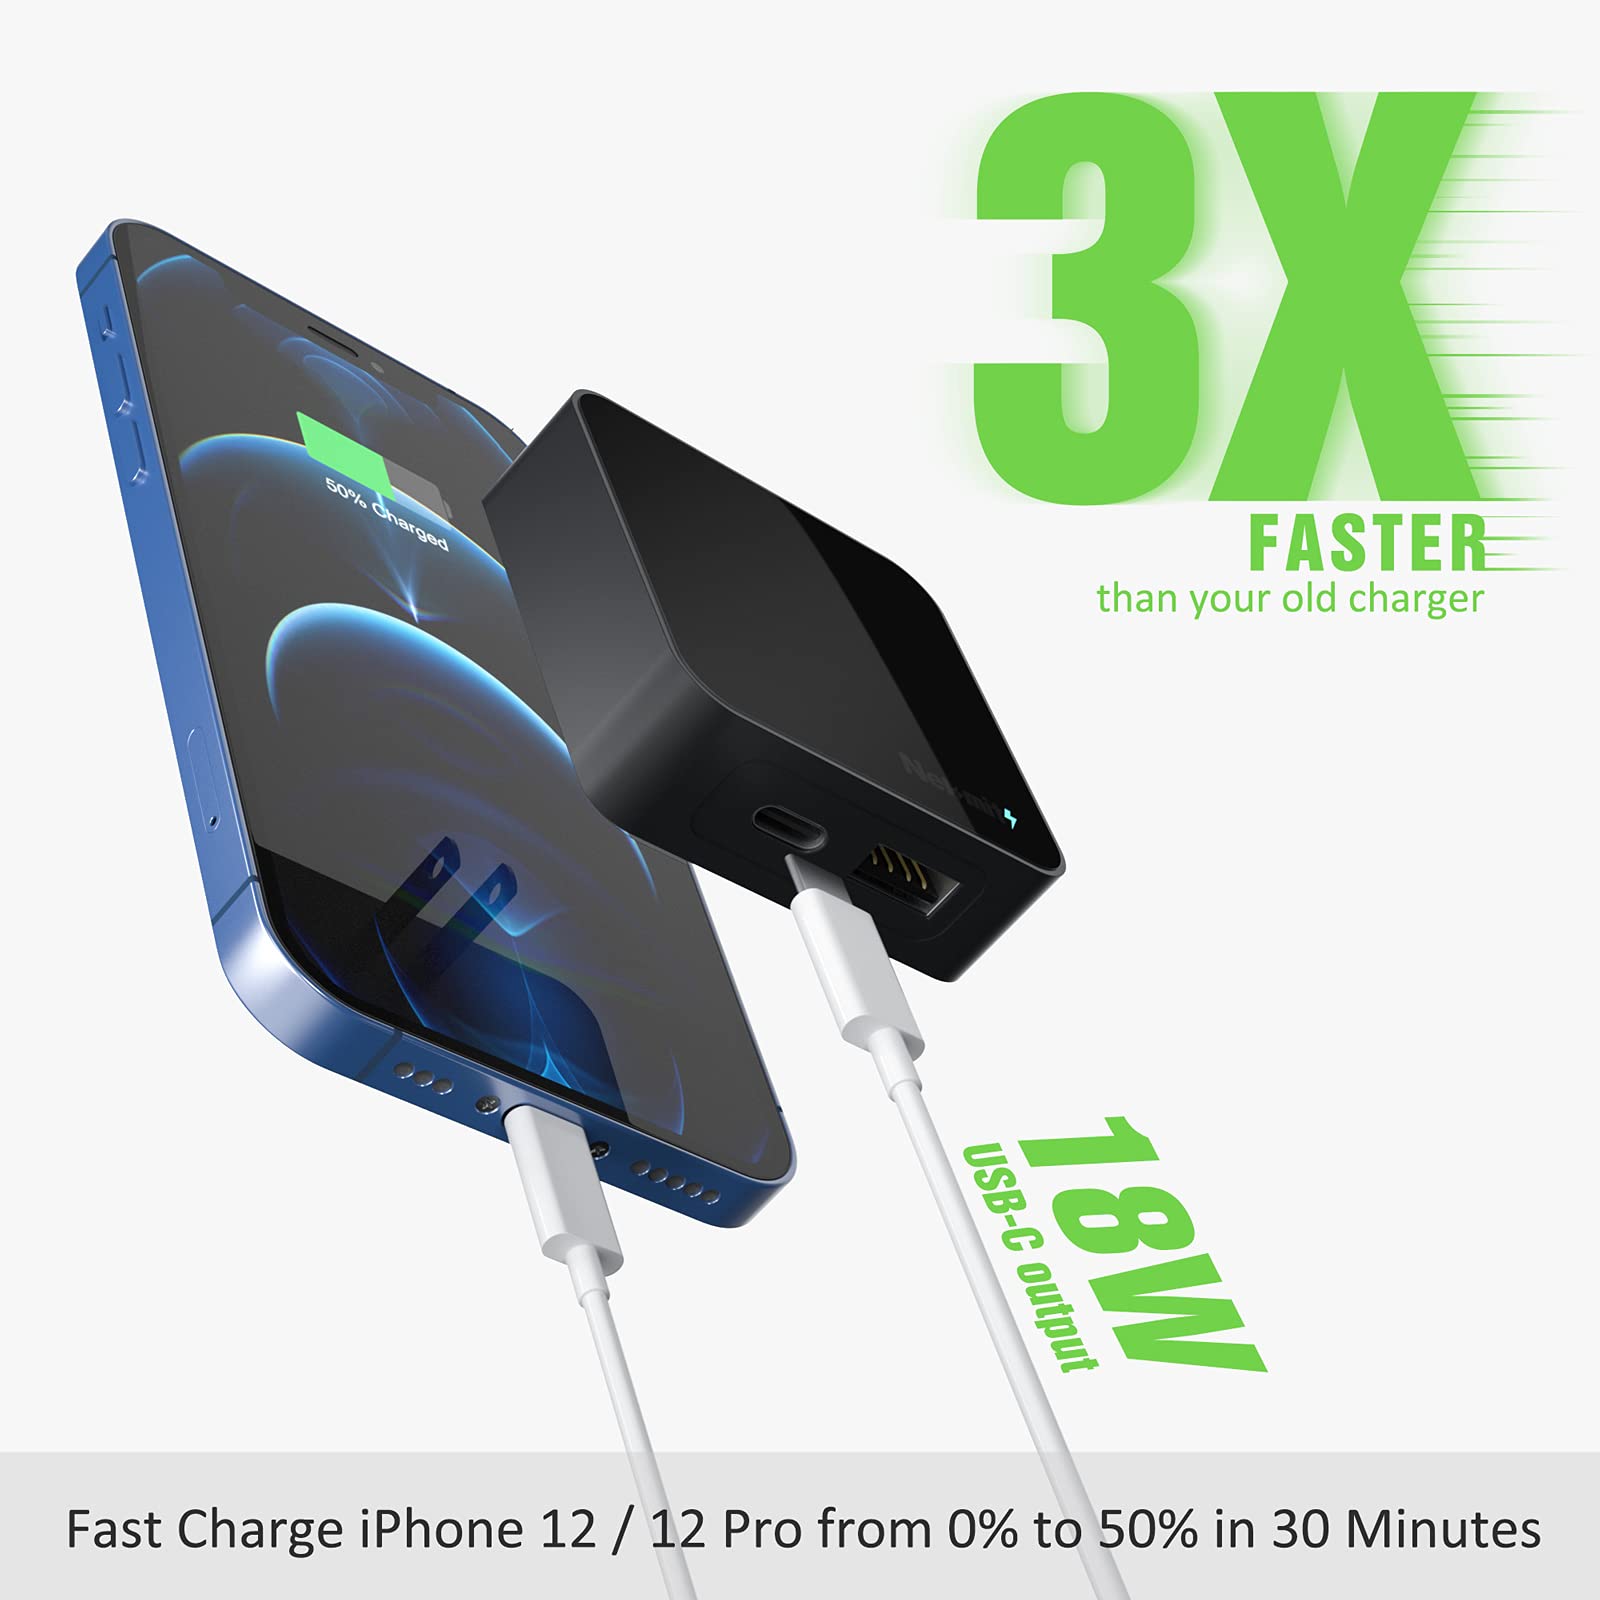 3X
FASTER
than your old charger
50% Charged
Nekmit
18W
USB-C output
Fast Charge iPhone 12 / 12 Pro from 0% to 50% in 30 Minutes